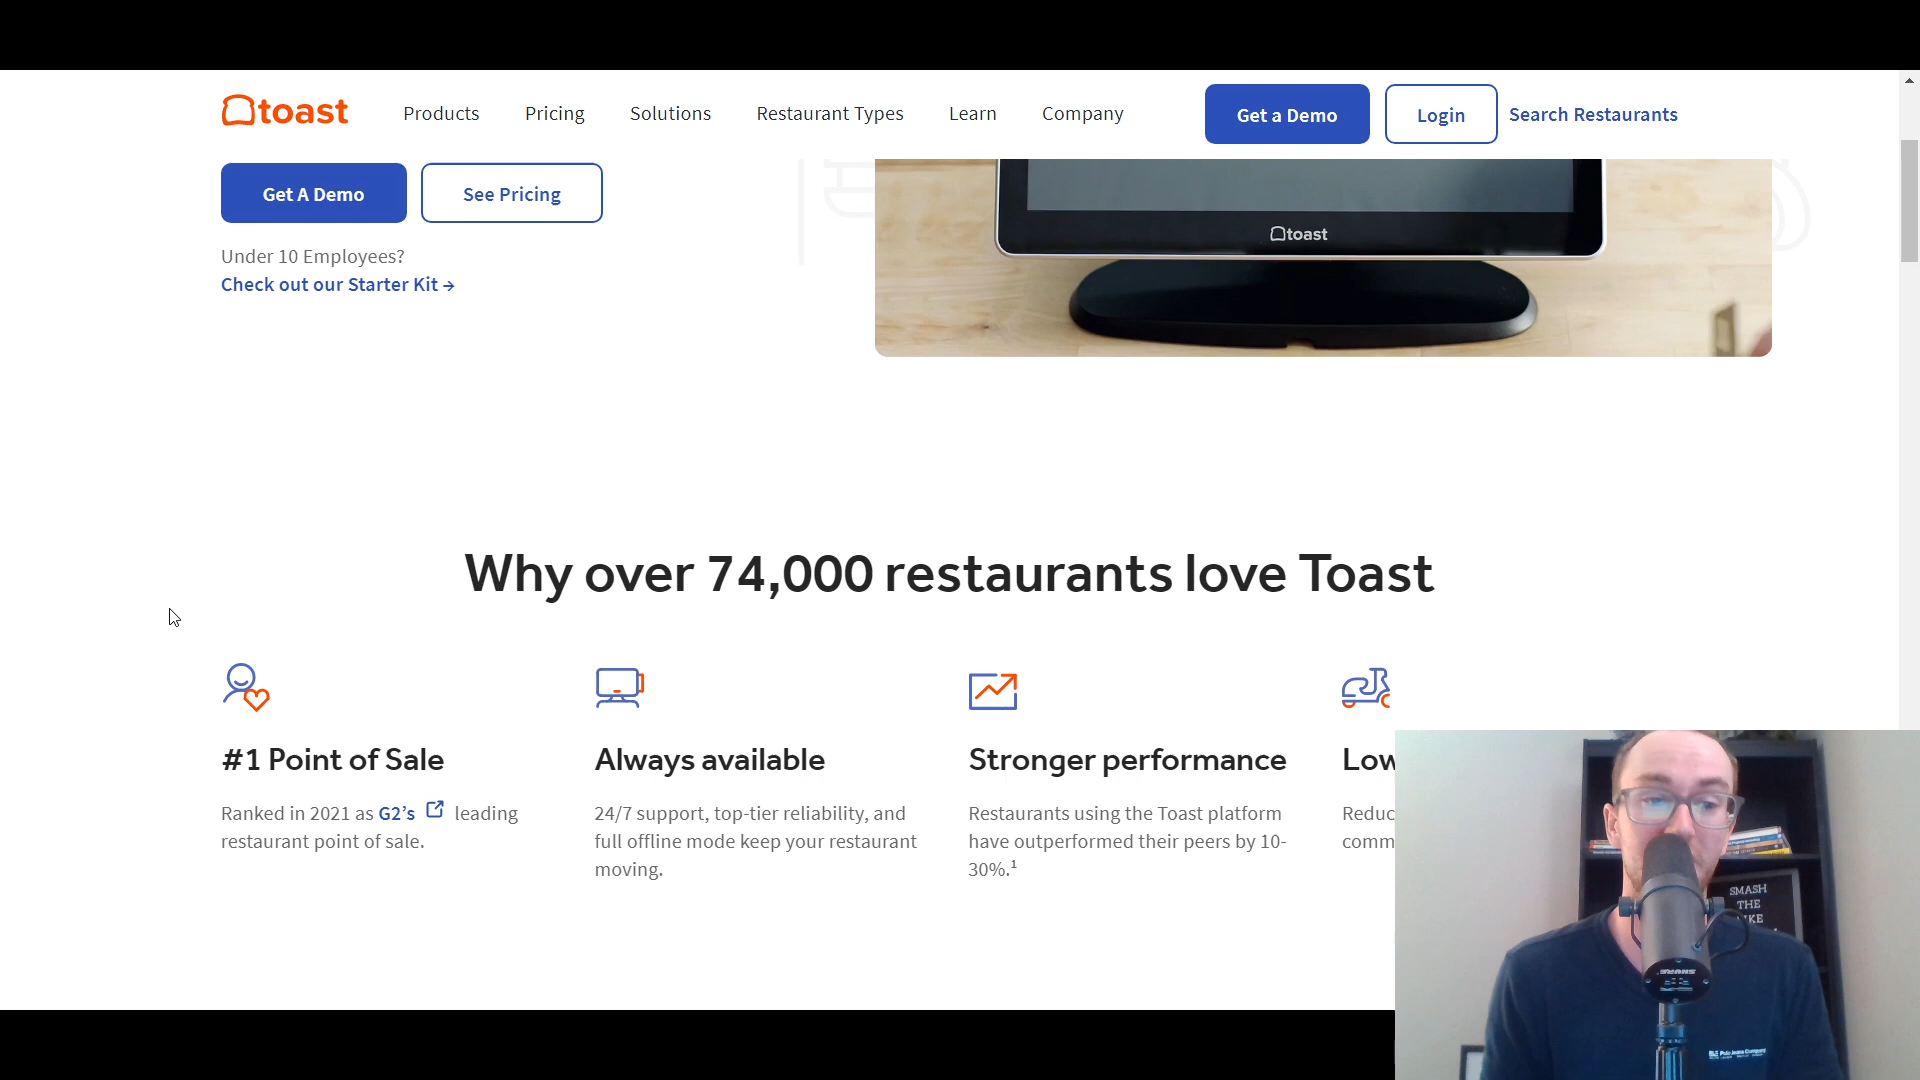 toast
Products
Pricing
Solutions
Restaurant Types
Learn
Company
Get a Demo
Login
Search Restaurants
Get A Demo
See Pricing
toast
Under 10 Employees?
Check out our Starter Kit →
Why over 74,000 restaurants love Toast
#1 Point of Sale
Ranked in 2021 as G2’s leading
restaurant point of sale.
Always available
24/7 support, top-tier reliability, and
full offline mode keep your restaurant
moving.
Stronger performance
Restaurants using the Toast platform
have outperformed their peers by 10-
30%.¹
Low
Reduc
comm
SMASH
THE
SHURE
Polo Jeans Company